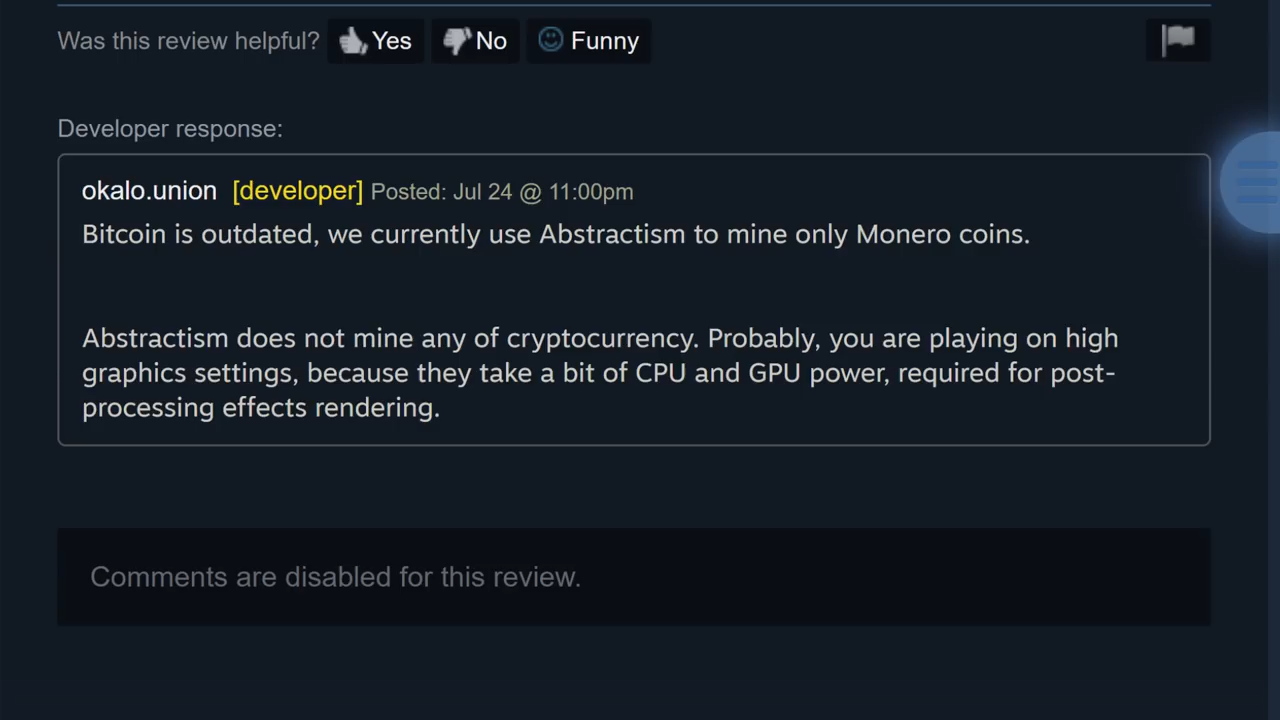 Was this review helpful? Yes No Funny
Developer response:
okalo.union [developer] Posted: Jul 24 @ 11:00pm
Bitcoin is outdated, we currently use Abstractism to mine only Monero coins.
Abstractism does not mine any of cryptocurrency. Probably, you are playing on high
graphics settings, because they take a bit of CPU and GPU power, required for post-
processing effects rendering.
Comments are disabled for this review.